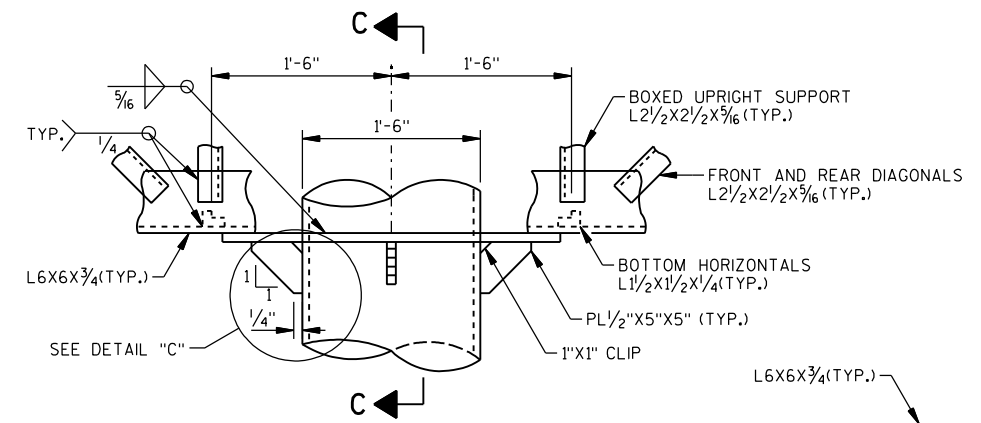 C
1'-6"
1'-6"
5/16
BOXED UPRIGHT SUPPORT
L2 1/2X2 1/2X5/16 (TYP.)
1'-6"
TYP.
1/4
FRONT AND REAR DIAGONALS
L2 1/2X2 1/2X5/16 (TYP.)
L6X6X3/4(TYP.)
1
1
BOTTOM HORIZONTALS
L1 1/2X1 1/2X1/4(TYP.)
1/4"
PL1/2"X5"X5" (TYP.)
SEE DETAIL "C"
1"X1" CLIP
L6X6X3/4(TYP.)
C